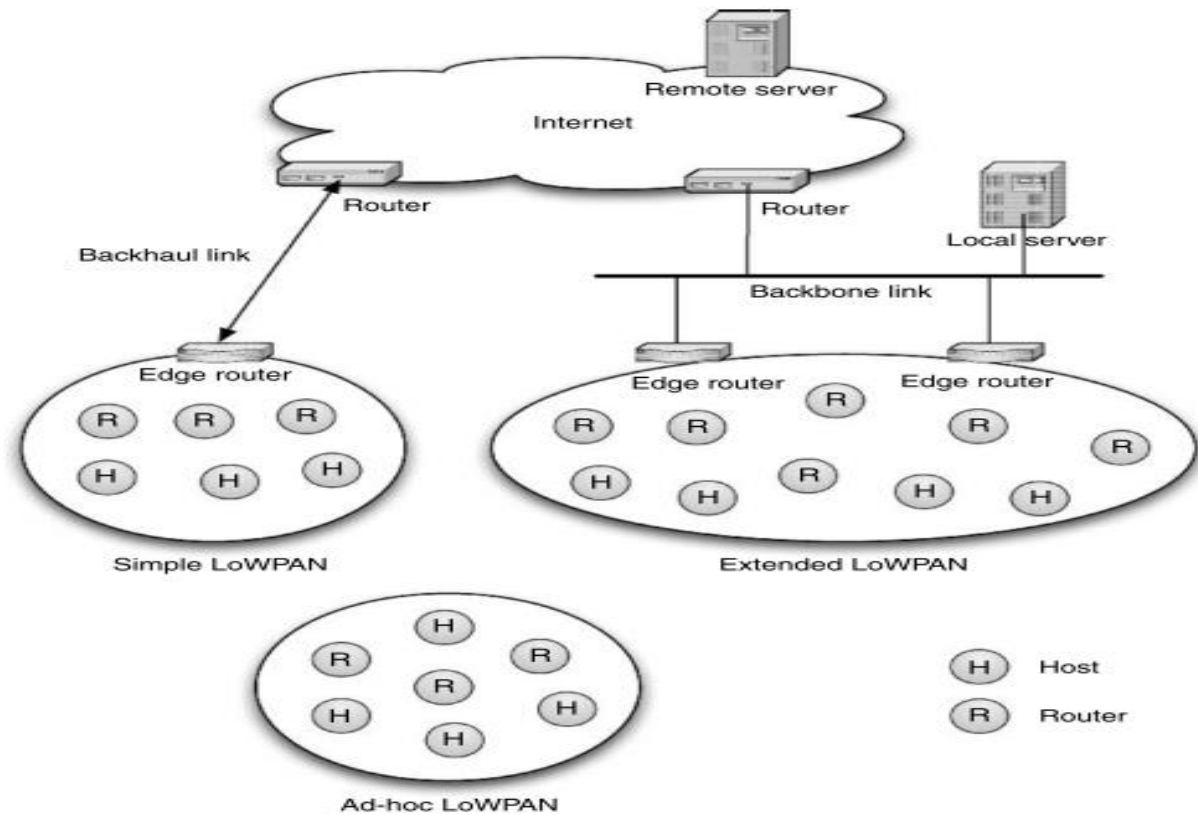 Remote server
Internet
Router
Router
Local server
Backhaul link
Backbone link
Edge router
Edge router
Edge router
R
R
R
H
H
H
R
R
R
R
R
H
H
R
H
H
Simple LoWPAN
Extended LoWPAN
H
R
R
R
H
H
H
H Host
R Router
Ad-hoc LoWPAN